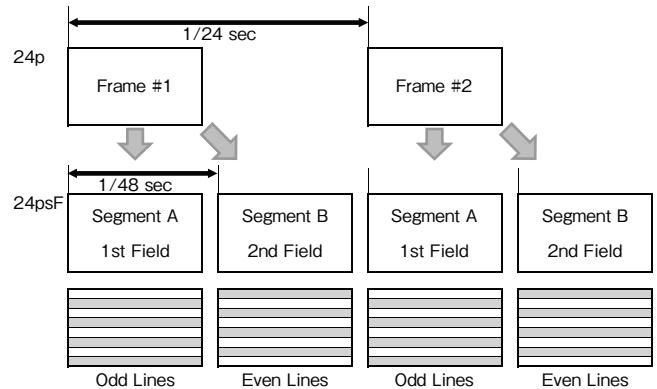 1/24 sec
24p
Frame #1
Frame #2
1/48 sec
24psF
Segment A
Segment B
Segment A
Segment B
1st Field
2nd Field
1st Field
2nd Field
Odd Lines
Even Lines
Odd Lines
Even Lines